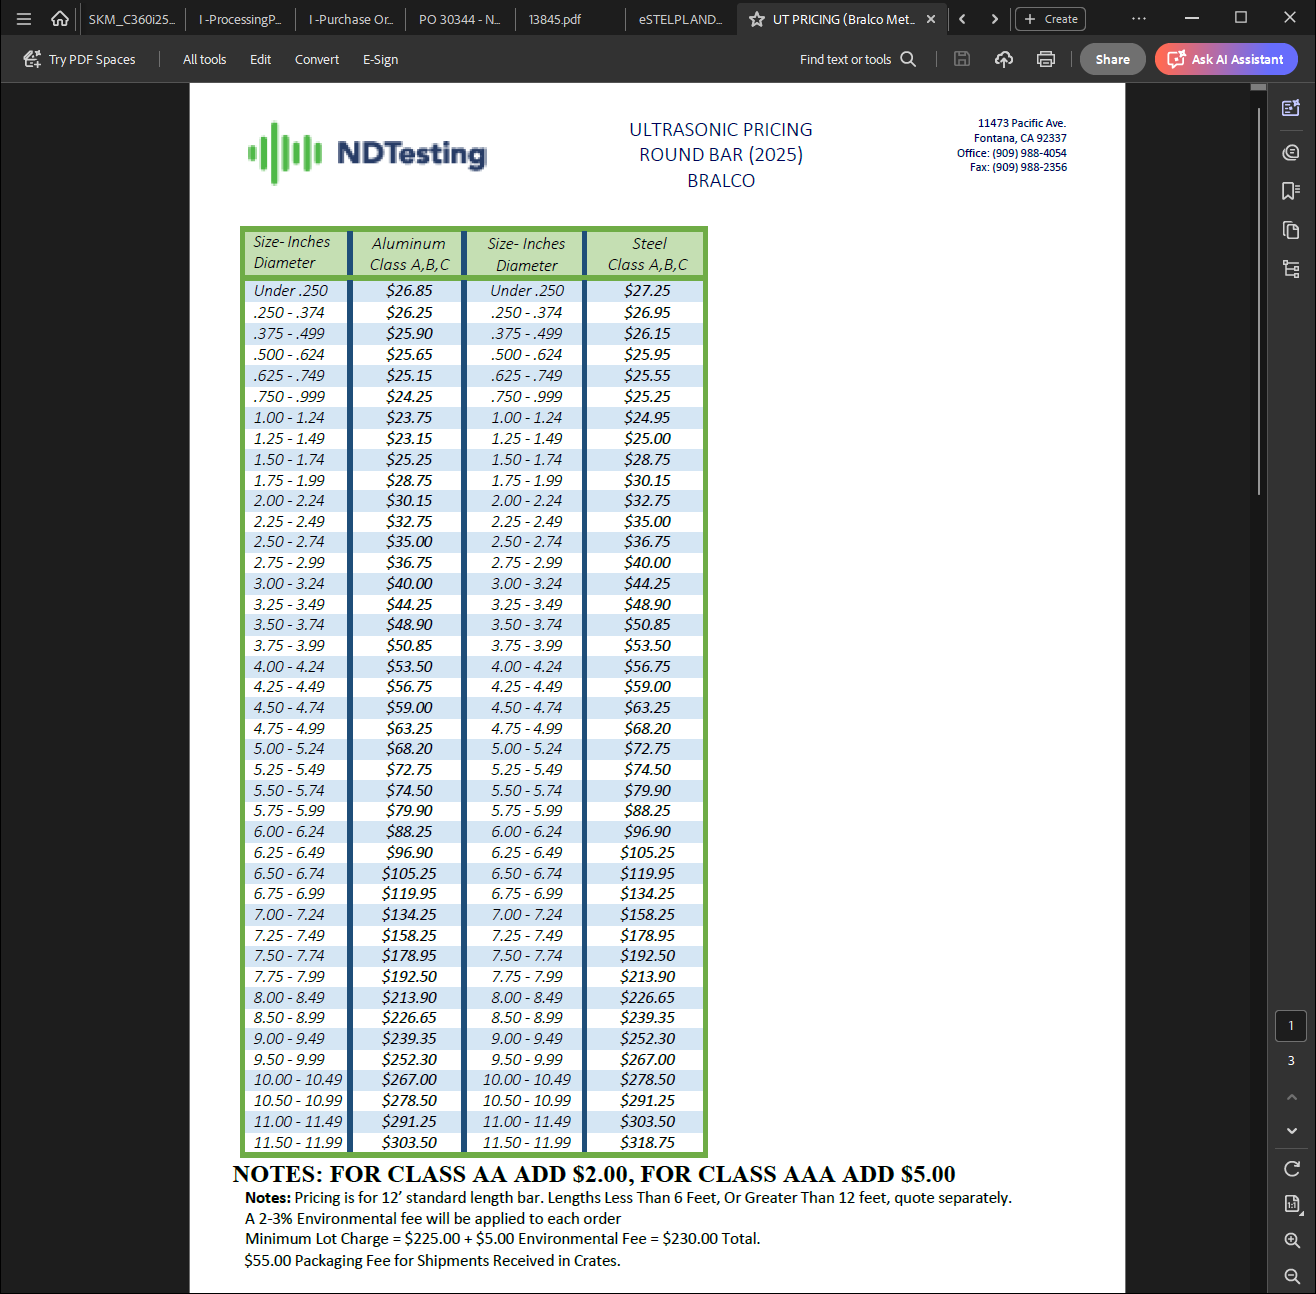 SKM_C360i25...
I -ProcessingP...
I -Purchase Or...
PO 30344 - N...
13845.pdf
eSTELPLAND...
UT PRICING (Bralco Met...
Create
Try PDF Spaces
All tools
Edit
Convert
E-Sign
Find text or tools
Share
Ask AI Assistant
NDTesting
ULTRASONIC PRICING
ROUND BAR (2025)
BRALCO
11473 Pacific Ave.
Fontana, CA 92337
Office: (909) 988-4054
Fax: (909) 988-2356
Size- Inches Diameter Aluminum Class A,B,C Size- Inches Diameter Steel Class A,B,C
Under .250 $26.85 Under .250 $27.25
.250 - .374 $26.25 .250 - .374 $26.95
.375 - .499 $25.90 .375 - .499 $26.15
.500 - .624 $25.65 .500 - .624 $25.95
.625 - .749 $25.15 .625 - .749 $25.55
.750 - .999 $24.25 .750 - .999 $25.25
1.00 - 1.24 $23.75 1.00 - 1.24 $24.95
1.25 - 1.49 $23.15 1.25 - 1.49 $25.00
1.50 - 1.74 $25.25 1.50 - 1.74 $28.75
1.75 - 1.99 $28.75 1.75 - 1.99 $30.15
2.00 - 2.24 $30.15 2.00 - 2.24 $32.75
2.25 - 2.49 $32.75 2.25 - 2.49 $35.00
2.50 - 2.74 $35.00 2.50 - 2.74 $36.75
2.75 - 2.99 $36.75 2.75 - 2.99 $40.00
3.00 - 3.24 $40.00 3.00 - 3.24 $44.25
3.25 - 3.49 $44.25 3.25 - 3.49 $48.90
3.50 - 3.74 $48.90 3.50 - 3.74 $50.85
3.75 - 3.99 $50.85 3.75 - 3.99 $53.50
4.00 - 4.24 $53.50 4.00 - 4.24 $56.75
4.25 - 4.49 $56.75 4.25 - 4.49 $59.00
4.50 - 4.74 $59.00 4.50 - 4.74 $63.25
4.75 - 4.99 $63.25 4.75 - 4.99 $68.20
5.00 - 5.24 $68.20 5.00 - 5.24 $72.75
5.25 - 5.49 $72.75 5.25 - 5.49 $74.50
5.50 - 5.74 $74.50 5.50 - 5.74 $79.90
5.75 - 5.99 $79.90 5.75 - 5.99 $88.25
6.00 - 6.24 $88.25 6.00 - 6.24 $96.90
6.25 - 6.49 $96.90 6.25 - 6.49 $105.25
6.50 - 6.74 $105.25 6.50 - 6.74 $119.95
6.75 - 6.99 $119.95 6.75 - 6.99 $134.25
7.00 - 7.24 $134.25 7.00 - 7.24 $158.25
7.25 - 7.49 $158.25 7.25 - 7.49 $178.95
7.50 - 7.74 $178.95 7.50 - 7.74 $192.50
7.75 - 7.99 $192.50 7.75 - 7.99 $213.90
8.00 - 8.49 $213.90 8.00 - 8.49 $226.65
8.50 - 8.99 $226.65 8.50 - 8.99 $239.35
9.00 - 9.49 $239.35 9.00 - 9.49 $252.30
9.50 - 9.99 $252.30 9.50 - 9.99 $267.00
10.00 - 10.49 $267.00 10.00 - 10.49 $278.50
10.50 - 10.99 $278.50 10.50 - 10.99 $291.25
11.00 - 11.49 $291.25 11.00 - 11.49 $303.50
11.50 - 11.99 $303.50 11.50 - 11.99 $318.75
NOTES: FOR CLASS AA ADD $2.00, FOR CLASS AAA ADD $5.00
Notes: Pricing is for 12’ standard length bar. Lengths Less Than 6 Feet, Or Greater Than 12 feet, quote separately.
A 2-3% Environmental fee will be applied to each order
Minimum Lot Charge = $225.00 + $5.00 Environmental Fee = $230.00 Total.
$55.00 Packaging Fee for Shipments Received in Crates.
1
3
1:1